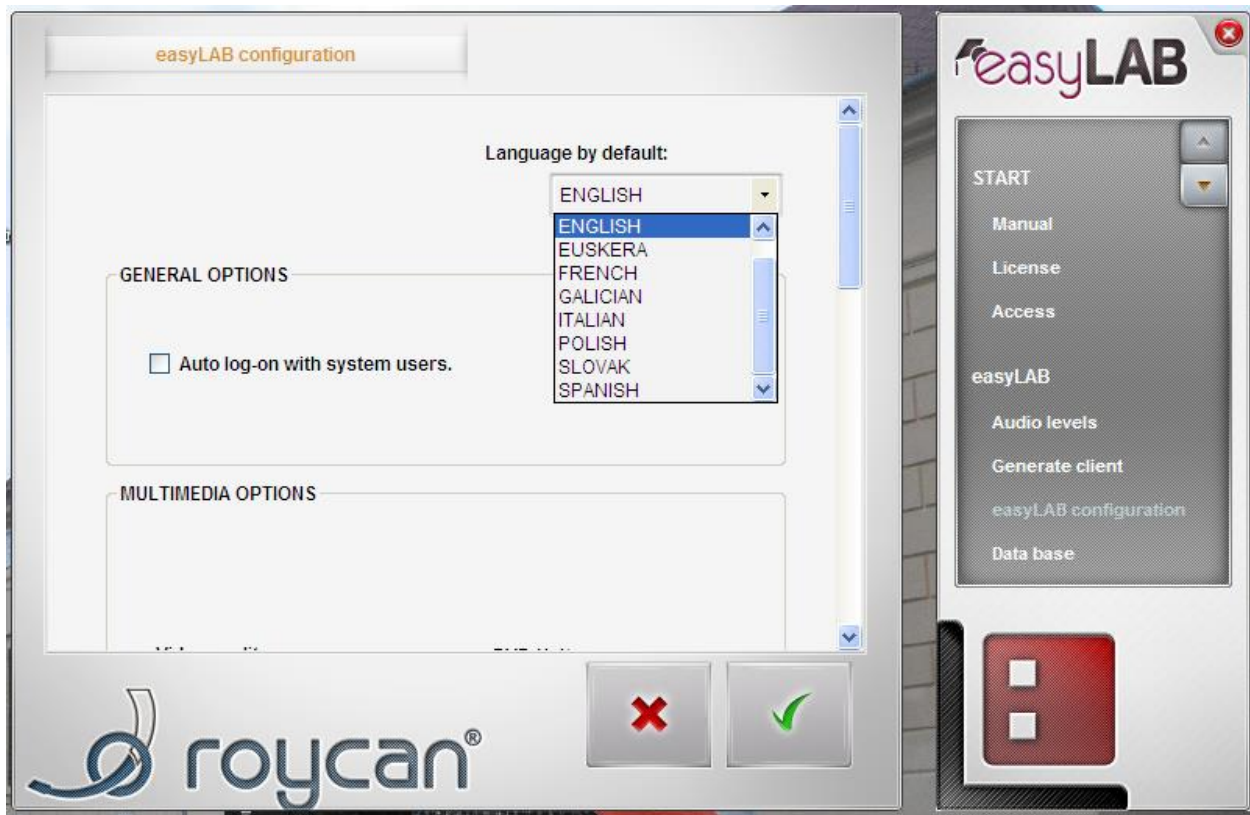 easyLAB configuration
Language by default:
ENGLISH
ENGLISH
EUSKERA
FRENCH
GALICIAN
ITALIAN
POLISH
SLOVAK
SPANISH
GENERAL OPTIONS
Auto log-on with system users.
MULTIMEDIA OPTIONS
roycan®
easyLAB
START
Manual
License
Access
easyLAB
Audio levels
Generate client
easyLAB configuration
Data base